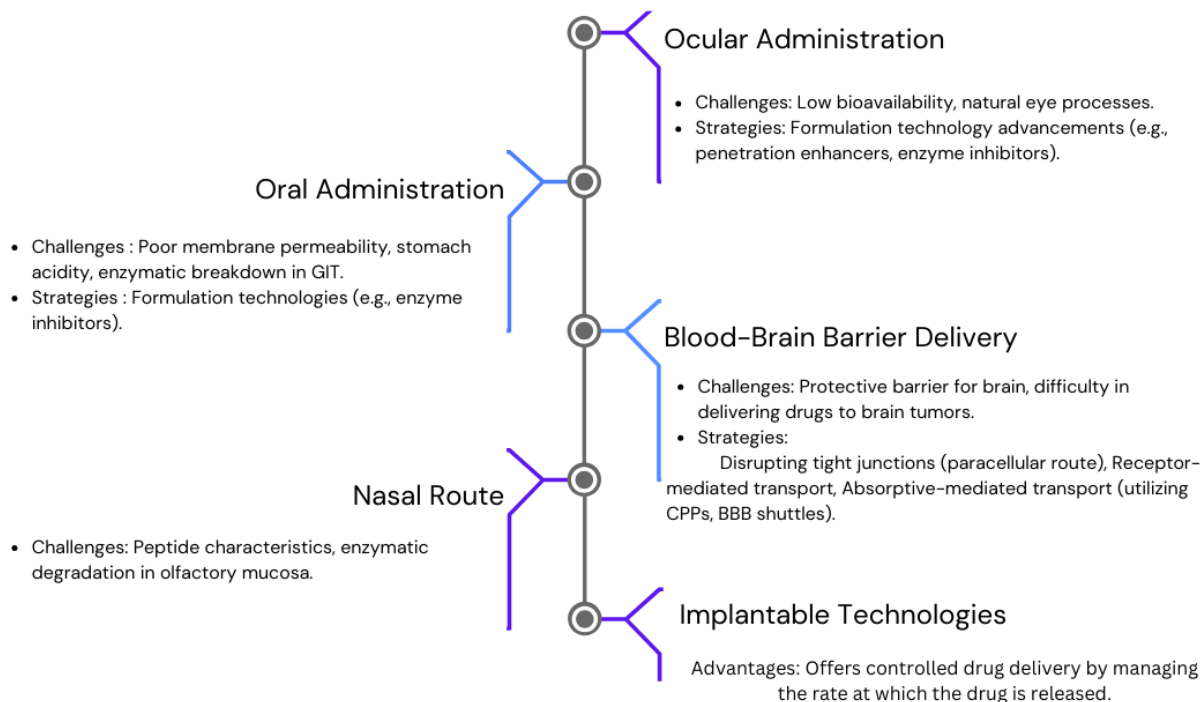 Ocular Administration
• Challenges: Low bioavailability, natural eye processes.
• Strategies: Formulation technology advancements (e.g.,
penetration enhancers, enzyme inhibitors).
Oral Administration
• Challenges : Poor membrane permeability, stomach
acidity, enzymatic breakdown in GIT.
• Strategies : Formulation technologies (e.g., enzyme
inhibitors).
Blood-Brain Barrier Delivery
• Challenges: Protective barrier for brain, difficulty in
delivering drugs to brain tumors.
• Strategies:
Disrupting tight junctions (paracellular route), Receptor-
mediated transport, Absorptive-mediated transport (utilizing
CPPs, BBB shuttles).
Nasal Route
• Challenges: Peptide characteristics, enzymatic
degradation in olfactory mucosa.
Implantable Technologies
Advantages: Offers controlled drug delivery by managing
the rate at which the drug is released.